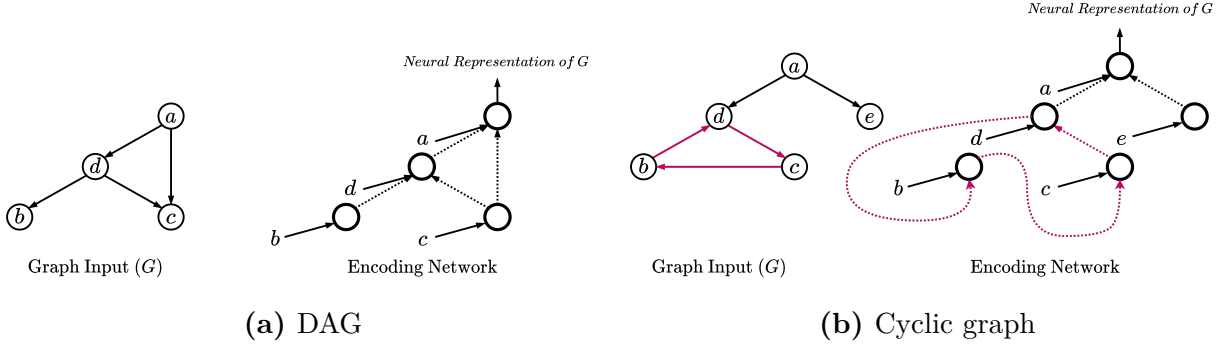 Neural Representation of G
Neural Representation of G
a
d
b
c
a
d
b
c
Graph Input (G)
Encoding Network
(a) DAG
a
d
e
b
c
a
d
e
b
c
Graph Input (G)
Encoding Network
(b) Cyclic graph